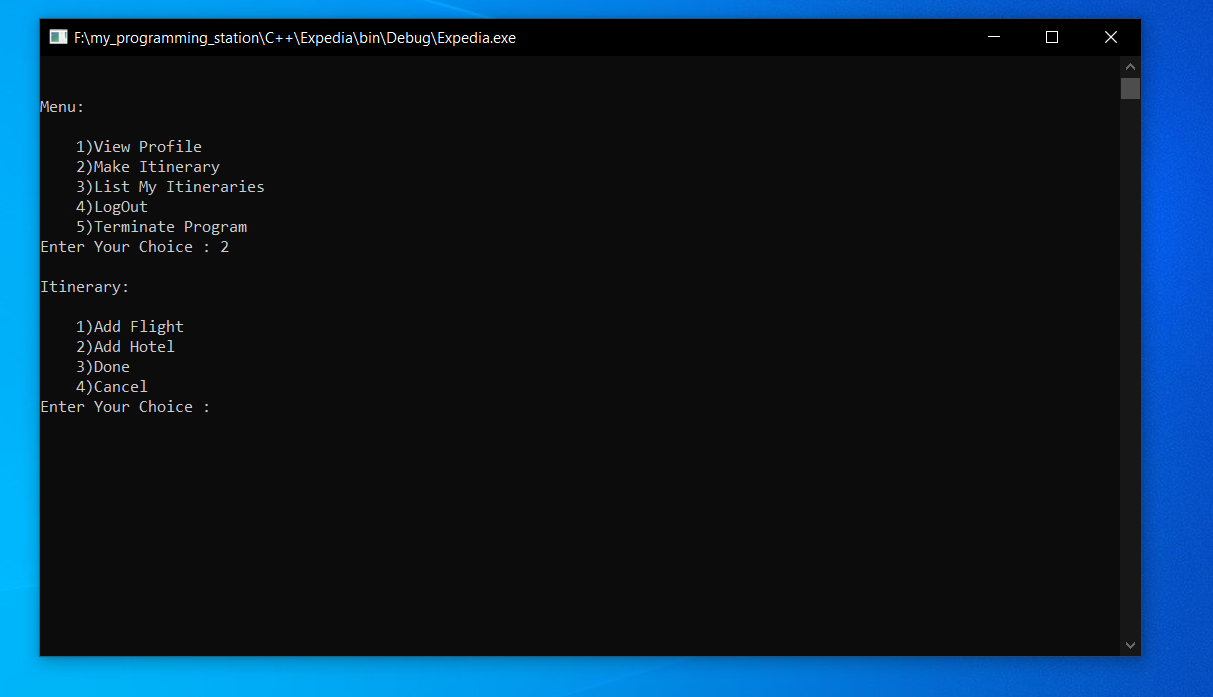 F:\my_programming_station\C++\Expedia\bin\Debug\Expedia.exe
Menu:
1)View Profile
2)Make Itinerary
3)List My Itineraries
4)LogOut
5)Terminate Program
Enter Your Choice : 2
Itinerary:
1)Add Flight
2)Add Hotel
3)Done
4)Cancel
Enter Your Choice :